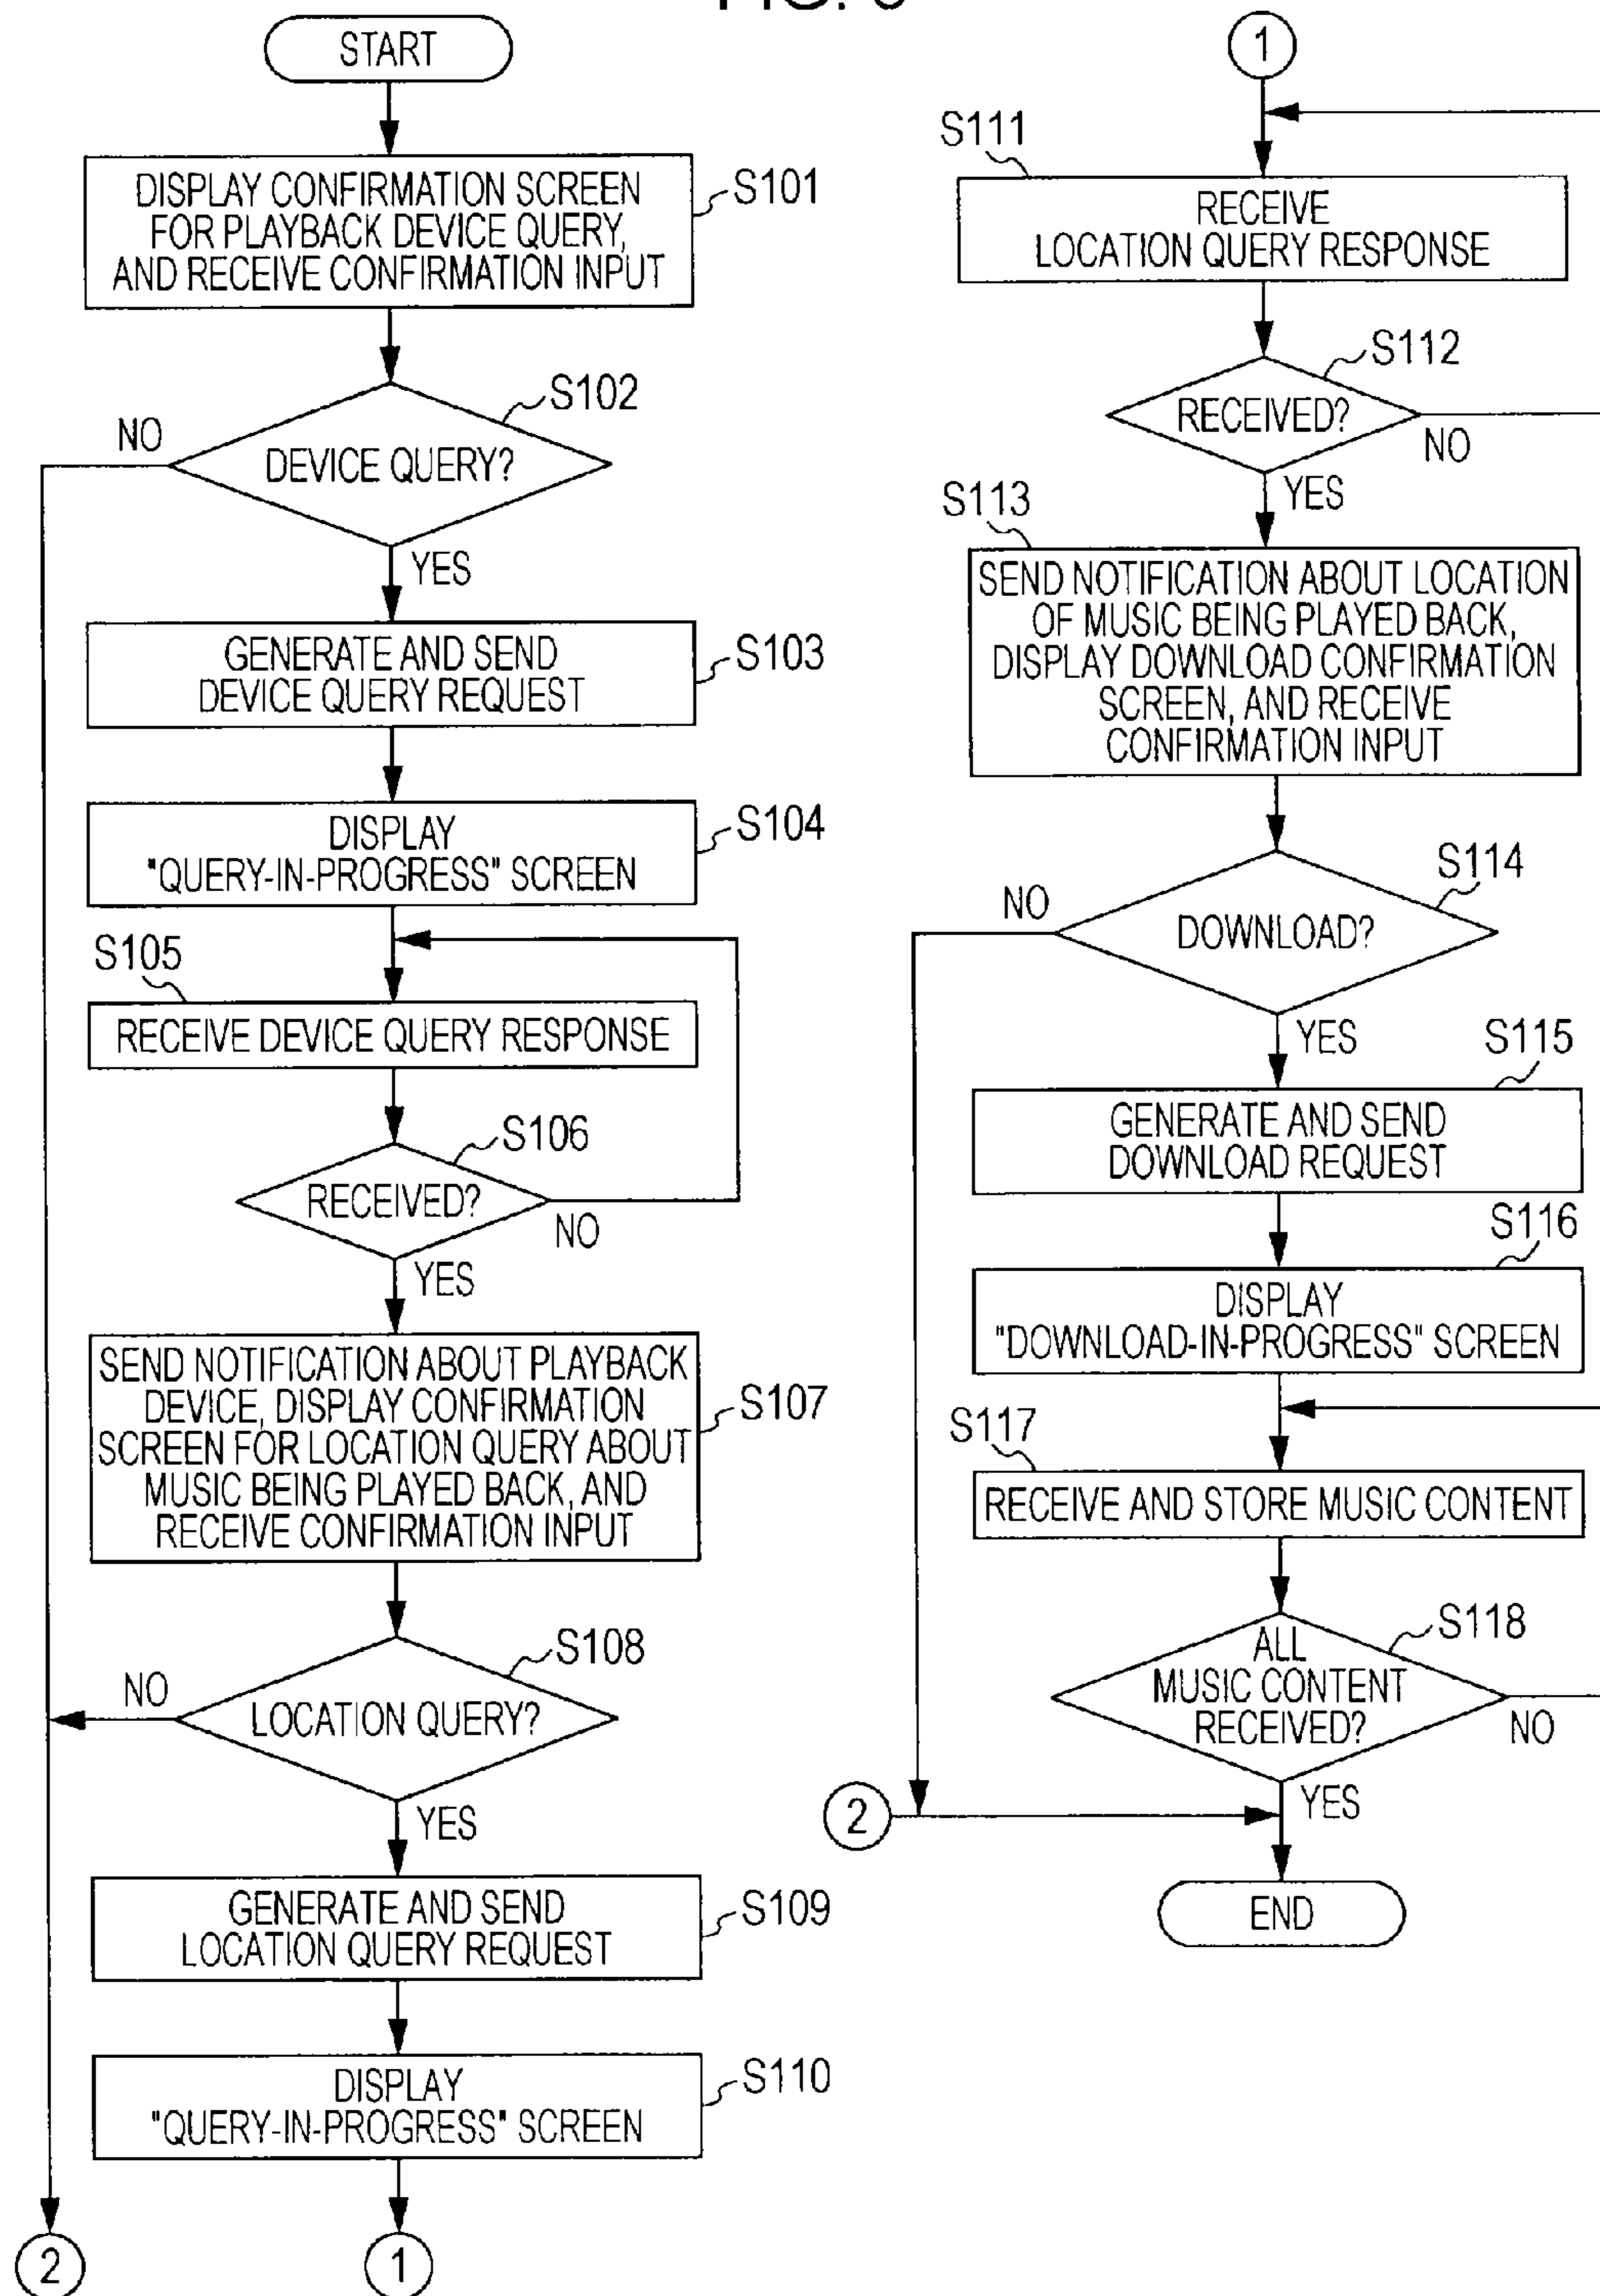 START
DISPLAY CONFIRMATION SCREEN
FOR PLAYBACK DEVICE QUERY,
AND RECEIVE CONFIRMATION INPUT
S101
S102
NO
DEVICE QUERY?
YES
GENERATE AND SEND
DEVICE QUERY REQUEST
S103
DISPLAY
"QUERY-IN-PROGRESS" SCREEN
S104
S105
RECEIVE DEVICE QUERY RESPONSE
S106
RECEIVED?
NO
YES
SEND NOTIFICATION ABOUT PLAYBACK
DEVICE, DISPLAY CONFIRMATION
SCREEN FOR LOCATION QUERY ABOUT
MUSIC BEING PLAYED BACK, AND
RECEIVE CONFIRMATION INPUT
S107
S108
NO
LOCATION QUERY?
YES
GENERATE AND SEND
LOCATION QUERY REQUEST
S109
DISPLAY
"QUERY-IN-PROGRESS" SCREEN
S110
2
1
1
S111
RECEIVE
LOCATION QUERY RESPONSE
S112
RECEIVED?
NO
YES
S113
SEND NOTIFICATION ABOUT LOCATION
OF MUSIC BEING PLAYED BACK,
DISPLAY DOWNLOAD CONFIRMATION
SCREEN, AND RECEIVE
CONFIRMATION INPUT
S114
NO
DOWNLOAD?
YES
S115
GENERATE AND SEND
DOWNLOAD REQUEST
S116
DISPLAY
"DOWNLOAD-IN-PROGRESS" SCREEN
S117
RECEIVE AND STORE MUSIC CONTENT
S118
ALL
MUSIC CONTENT
RECEIVED?
NO
2
YES
END